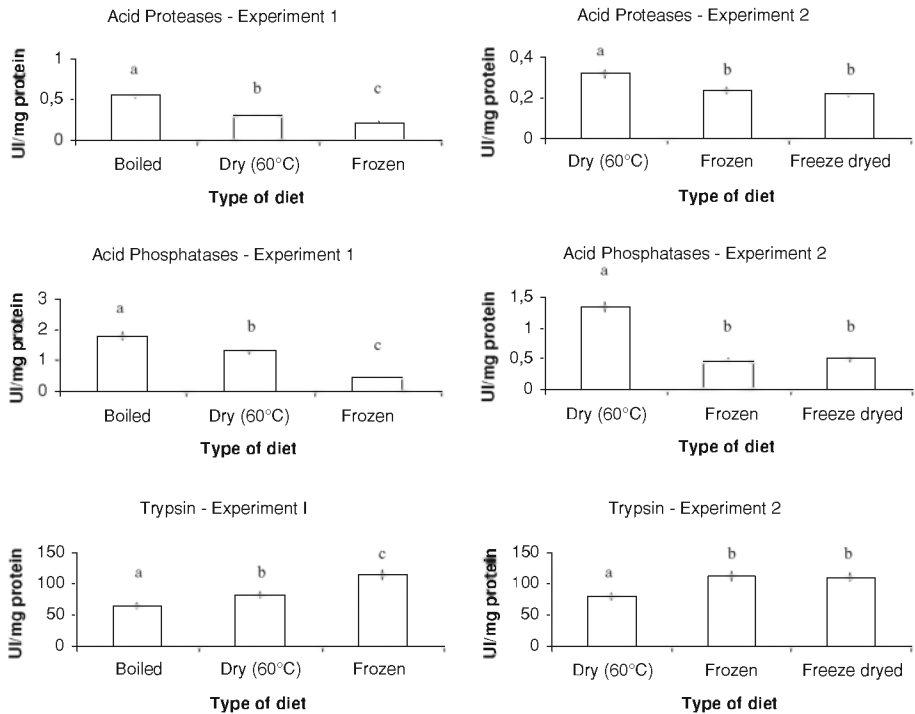 Acid Proteases - Experiment 1
UI/mg protein
1
0,5
0
a
b
c
Boiled
Dry (60°C)
Frozen
Type of diet
Acid Proteases - Experiment 2
UI/mg protein
0,4
0,2
0
a
b
b
Dry (60°C)
Frozen
Freeze dryed
Type of diet
Acid Phosphatases - Experiment 1
UI/mg protein
3
2
1
0
a
b
c
Boiled
Dry (60°C)
Frozen
Type of diet
Acid Phosphatases - Experiment 2
UI/mg protein
1,5
1
0,5
0
a
b
b
Dry (60°C)
Frozen
Freeze dryed
Type of diet
Trypsin - Experiment I
UI/mg protein
150
100
50
0
a
b
c
Boiled
Dry (60°C)
Frozen
Type of diet
Trypsin - Experiment 2
UI/mg protein
150
100
50
0
a
b
b
Dry (60°C)
Frozen
Freeze dryed
Type of diet